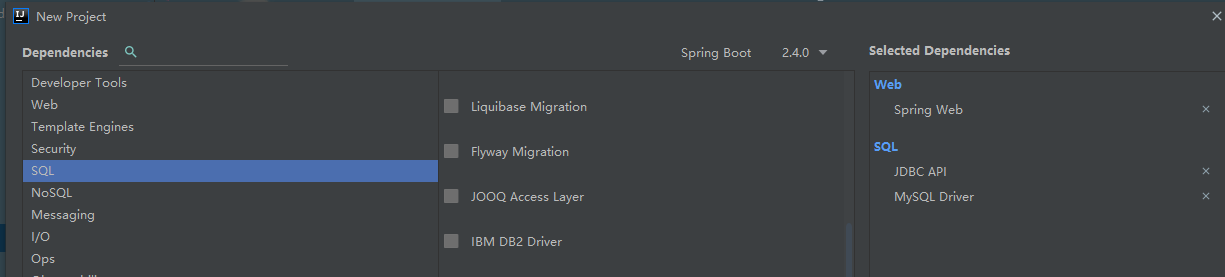 New Project
Dependencies
Spring Boot 2.4.0
Selected Dependencies
Developer Tools
Web
Template Engines
Security
SQL
NoSQL
Messaging
I/O
Ops
Liquibase Migration
Flyway Migration
JOOQ Access Layer
IBM DB2 Driver
Web
Spring Web
SQL
JDBC API
MySQL Driver